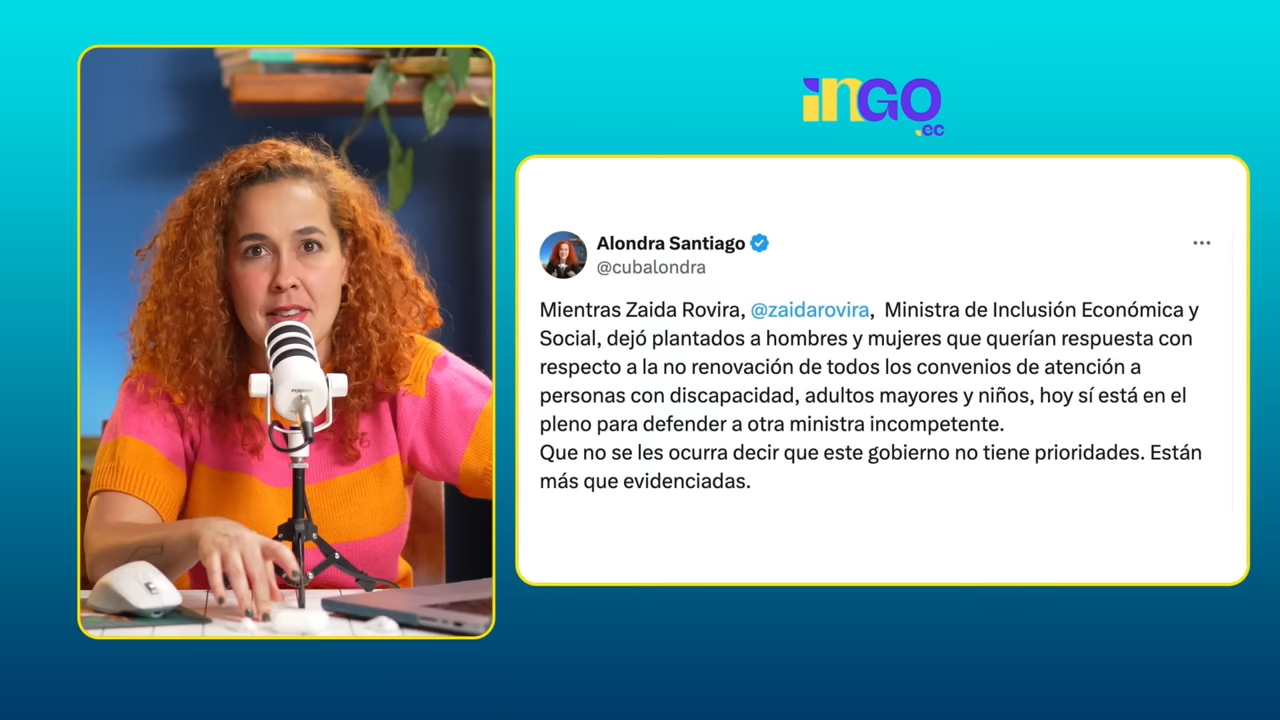 inGO
.ec
Alondra Santiago
@cubalondra
Mientras Zaida Rovira, @zaidarovira, Ministra de Inclusión Económica y
Social, dejó plantados a hombres y mujeres que querían respuesta con
respecto a la no renovación de todos los convenios de atención a
personas con discapacidad, adultos mayores y niños, hoy sí está en el
pleno para defender a otra ministra incompetente.
Que no se les ocurra decir que este gobierno no tiene prioridades. Están
más que evidenciadas.